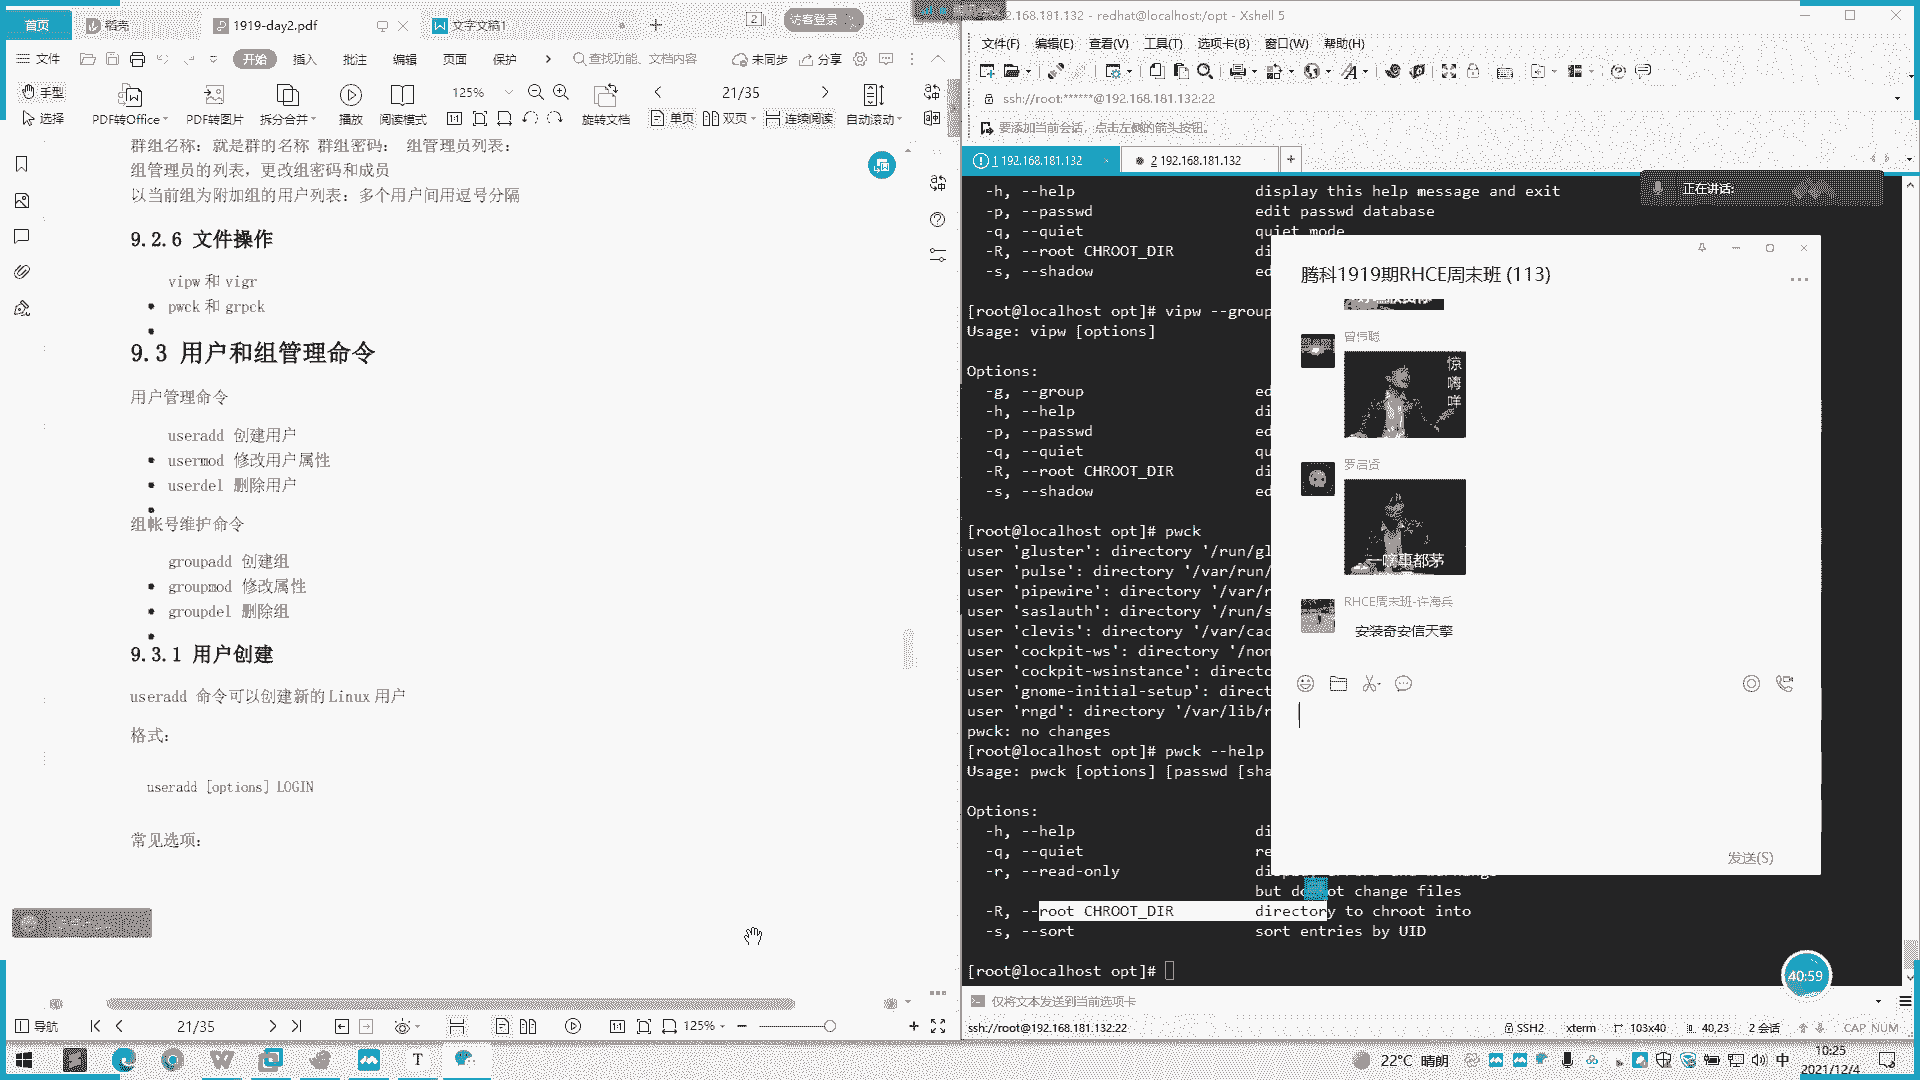 首页
稻壳
1919-day2.pdf
文字文稿1
2
访客登录
文件
开始
插入
批注
编辑
页面
保护
查找功能、文档内容
未同步
分享
手型
选择
PDF转Office
PDF转图片
拆分合并
播放
阅读模式
125%
旋转文档
21/35
单页
双页
连续阅读
自动滚动
群组名称: 就是群的名称 群组密码: 组管理员列表:
组管理员的列表, 更改组密码和成员
以当前组为附加组的用户列表: 多个用户间用逗号分隔
9.2.6 文件操作
vipw 和 vigr
• pwck 和 grpck
•
9.3 用户和组管理命令
用户管理命令
useradd 创建用户
• usermod 修改用户属性
• userdel 删除用户
•
组帐号维护命令
groupadd 创建组
• groupmod 修改属性
• groupdel 删除组
•
9.3.1 用户创建
useradd 命令可以创建新的Linux 用户
格式:
useradd [options] LOGIN
常见选项:
导航
21/35
125%
192.168.181.132 - redhat@localhost:/opt - Xshell 5
文件(F) 编辑(E) 查看(V) 工具(T) 选项卡(B) 窗口(W) 帮助(H)
ssh://root:******@192.168.181.132:22
要添加当前会话，点击左侧的箭头按钮。
1 192.168.181.132
2 192.168.181.132
正在讲话:
-h, --help display this help message and exit
-p, --passwd edit passwd database
-q, --quiet quiet mode
-R, --root CHROOT_DIR di
-s, --shadow ed
[root@localhost opt]# vipw --group
Usage: vipw [options]
Options:
-g, --group ed
-h, --help di
-p, --passwd ed
-q, --quiet qu
-R, --root CHROOT_DIR di
-s, --shadow ed
[root@localhost opt]# pwck
user 'gluster': directory '/run/gl
user 'pulse': directory '/var/run/
user 'pipewire': directory '/var/r
user 'saslauth': directory '/run/s
user 'clevis': directory '/var/cac
user 'cockpit-ws': directory '/non
user 'cockpit-wsinstance': directo
user 'gnome-initial-setup': direct
user 'rngd': directory '/var/lib/r
pwck: no changes
[root@localhost opt]# pwck --help
Usage: pwck [options] [passwd [sha
Options:
-h, --help di
-q, --quiet re
-r, --read-only
but do not change files
-R, --root CHROOT_DIR directory to chroot into
-s, --sort sort entries by UID
[root@localhost opt]#
腾科1919期RHCE周末班 (113)
曾伟聪
RHCE周末班-许海兵
安装奇安信天擎
发送(S)
40:59
仅将文本发送到当前选项卡
ssh://root@192.168.181.132:22
SSH2
xterm
103x40
40,23
2 会话
CAP NUM
22°C 晴朗
中
10:25
2021/12/4